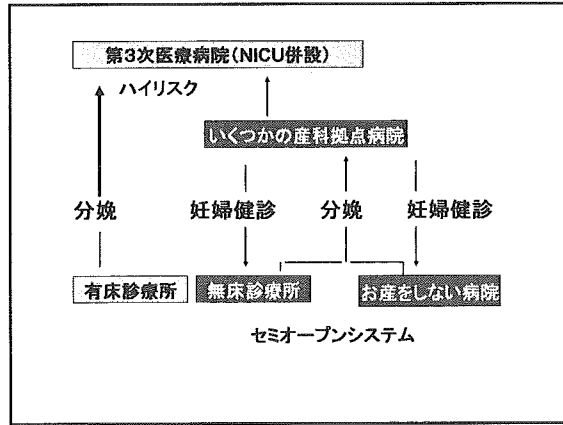 第3次医療病院(NICU併設)
ハイリスク
いくつかの産科拠点病院
分娩 妊婦健診 分娩 妊婦健診
有床診療所 無床診療所 お産をしない病院
セミオープンシステム